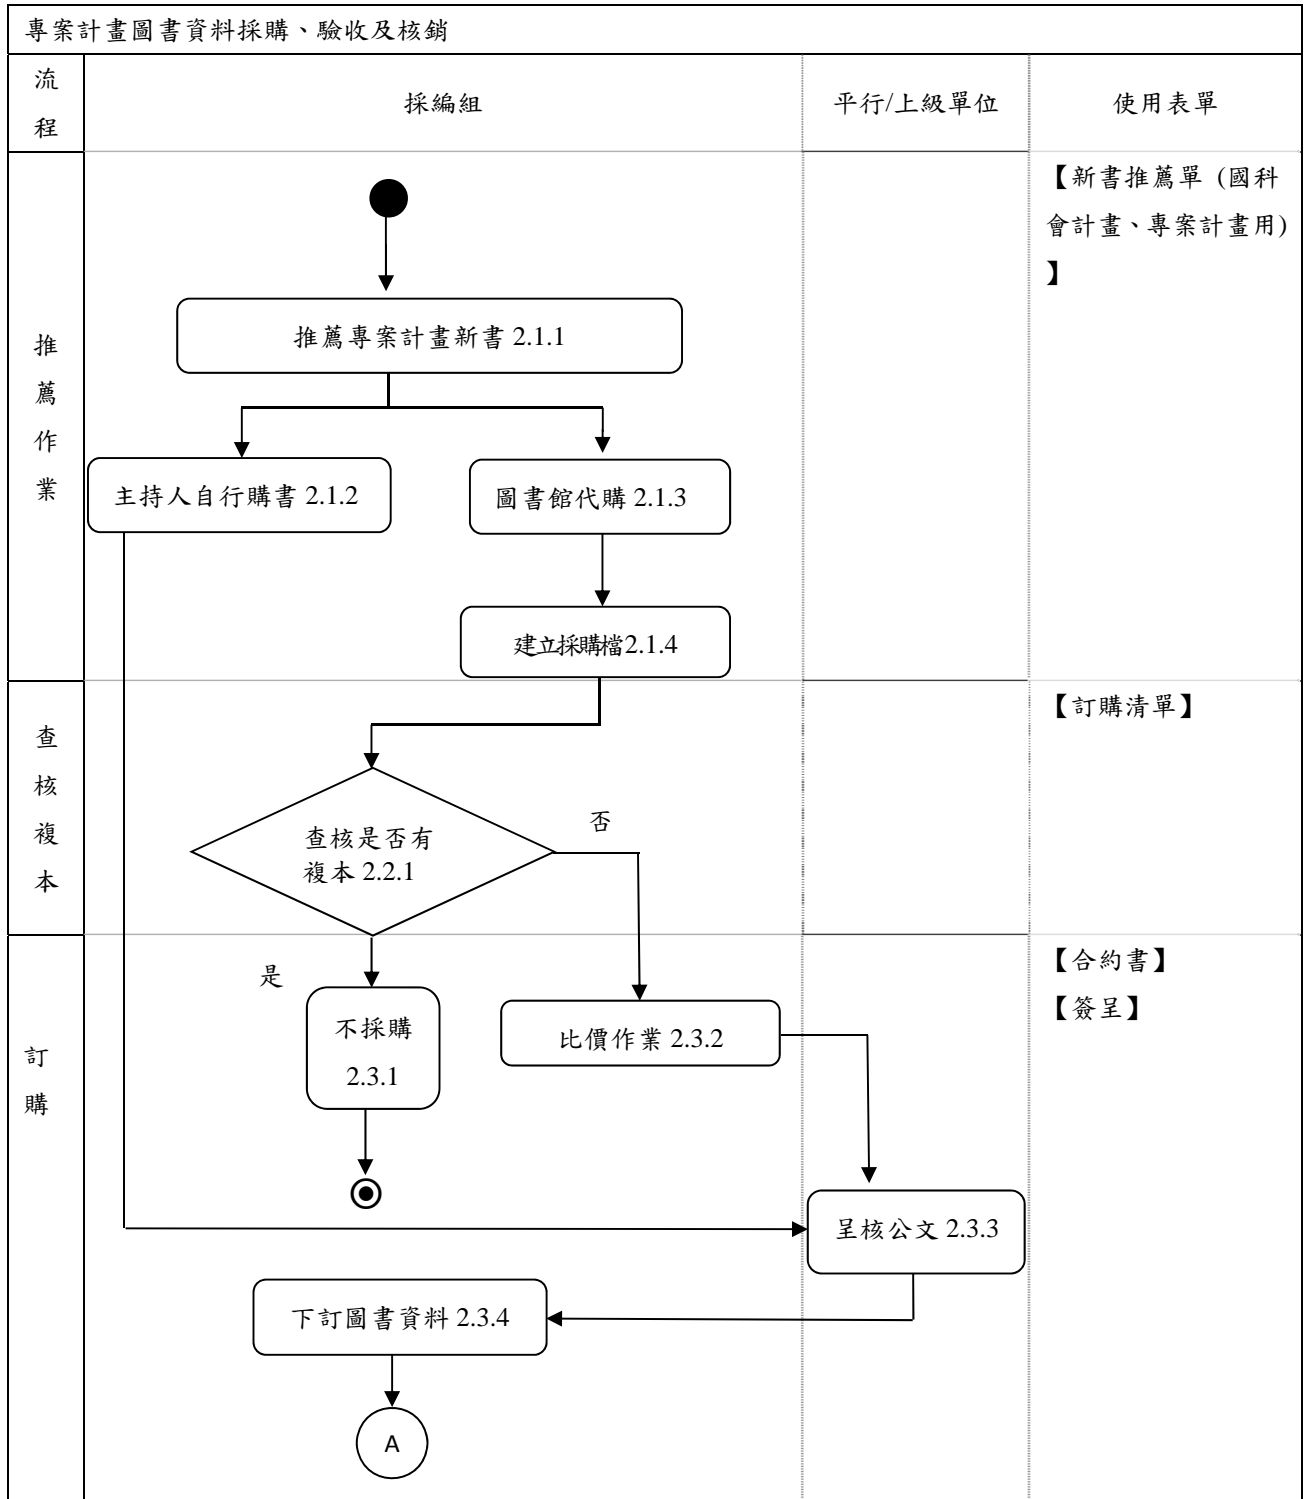 專案計畫圖書資料採購、驗收及核銷
流
程
採編組
平行/上級單位
使用表單
推
薦
作
業
推薦專案計畫新書 2.1.1
主持人自行購書 2.1.2
圖書館代購 2.1.3
建立採購檔2.1.4
【新書推薦單 (國科
會計畫、專案計畫用)
】
查
核
複
本
查核是否有
複本 2.2.1
否
【訂購清單】
訂
購
是
不採購
2.3.1
比價作業 2.3.2
呈核公文 2.3.3
下訂圖書資料 2.3.4
A
【合約書】
【簽呈】